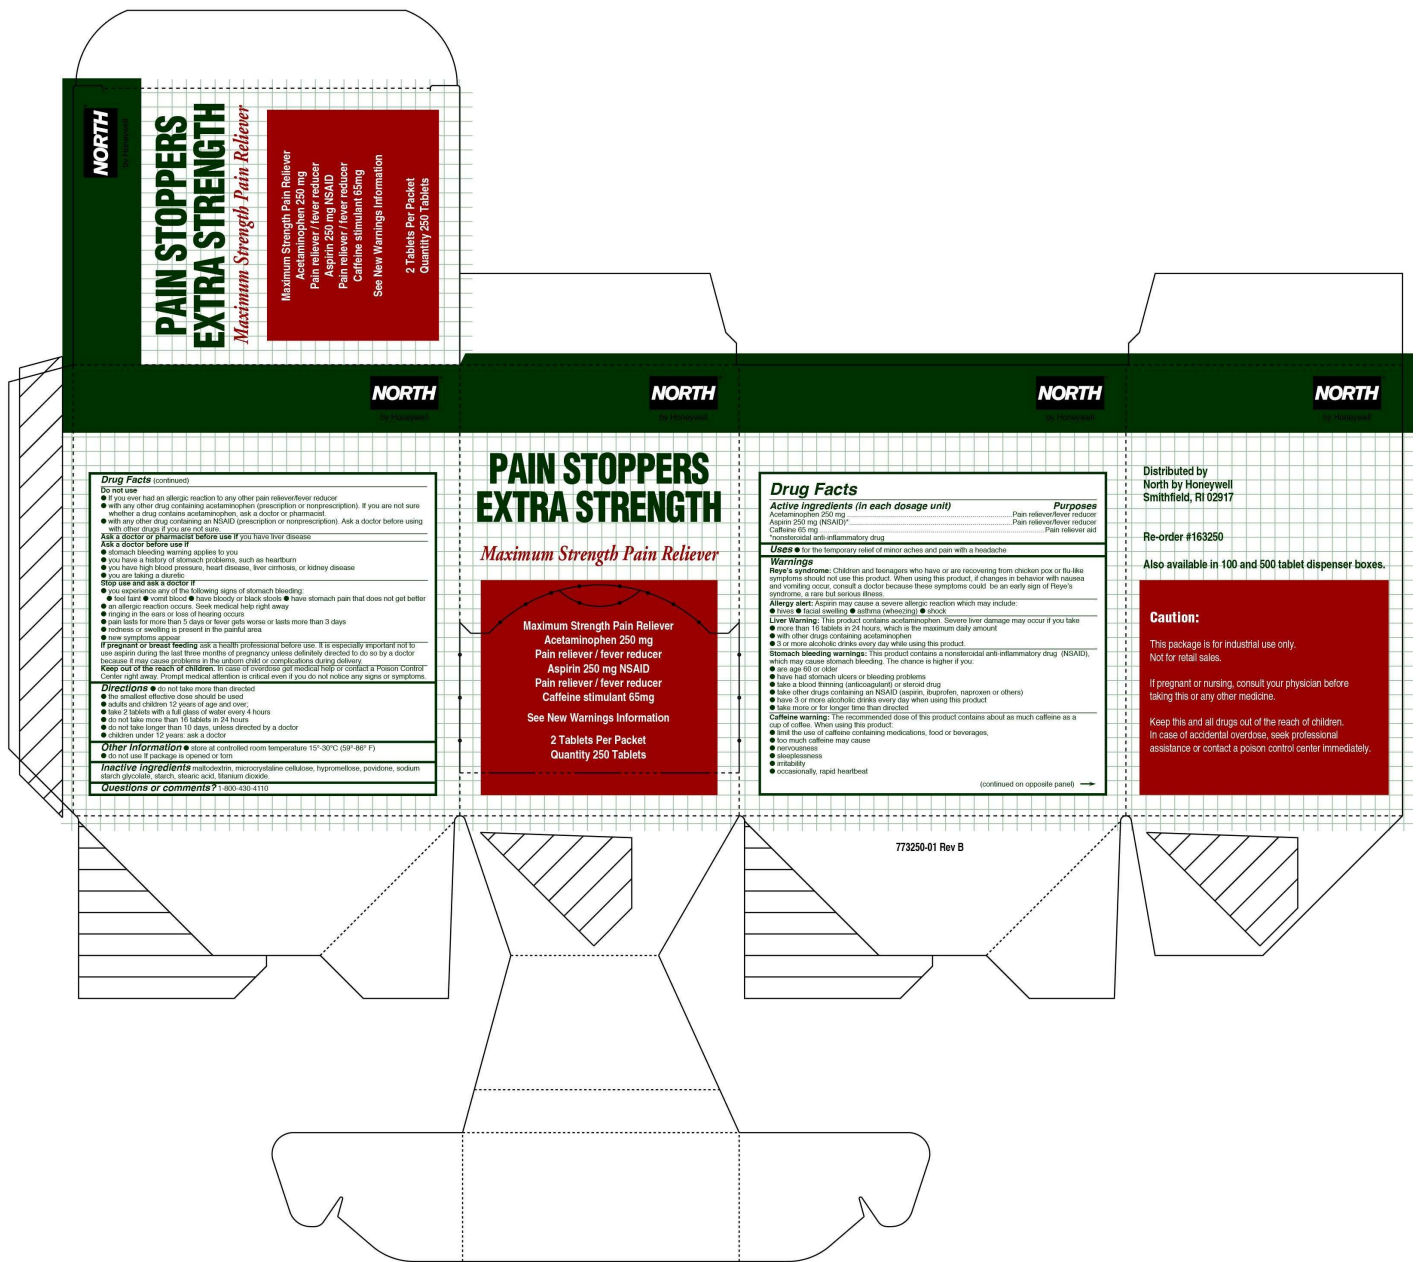 NORTH
by Honeywell
PAIN STOPPERS
EXTRA STRENGTH
Maximum Strength Pain Reliever
Maximum Strength Pain Reliever
Acetaminophen 250 mg
Pain reliever / fever reducer
Aspirin 250 mg NSAID
Pain reliever / fever reducer
Caffeine stimulant 65mg
See New Warnings Information
2 Tablets Per Packet
Quantity 250 Tablets
NORTH
by Honeywell
Drug Facts (continued)
Do not use
● If you ever had an allergic reaction to any other pain reliever/fever reducer
● with any other drug containing acetaminophen (prescription or nonprescription). If you are not sure
whether a drug contains acetaminophen, ask a doctor or pharmacist.
● with any other drug containing an NSAID (prescription or nonprescription). Ask a doctor before using
with other drugs if you are not sure.
Ask a doctor or pharmacist before use if you have liver disease
Ask a doctor before use if
● stomach bleeding warning applies to you
● you have a history of stomach problems, such as heartburn
● you have high blood pressure, heart disease, liver cirrhosis, or kidney disease
● you are taking a diuretic
Stop use and ask a doctor if
● you experience any of the following signs of stomach bleeding:
● feel faint ● vomit blood ● have bloody or black stools ● have stomach pain that does not get better
● an allergic reaction occurs. Seek medical help right away
● ringing in the ears or loss of hearing occurs
● pain lasts for more than 5 days or fever gets worse or lasts more than 3 days
● redness or swelling is present in the painful area
● new symptoms appear
If pregnant or breast feeding ask a health professional before use. It is especially important not to
use aspirin during the last three months of pregnancy unless definitely directed to do so by a doctor
because it may cause problems in the unborn child or complications during delivery.
Keep out of the reach of children. In case of overdose get medical help or contact a Poison Control
Center right away. Prompt medical attention is critical even if you do not notice any signs or symptoms.
Directions ● do not take more than directed
● the smallest effective dose should be used
● adults and children 12 years of age and over;
● take 2 tablets with a full glass of water every 4 hours
● do not take more than 16 tablets in 24 hours
● do not take longer than 10 days, unless directed by a doctor
● children under 12 years: ask a doctor
Other Information ● store at controlled room temperature 15°-30°C (59°-86° F)
● do not use if package is opened or torn
Inactive ingredients maltodextrin, microcrystaline cellulose, hypromellose, povidone, sodium
starch glycolate, starch, stearic acid, titanium dioxide.
Questions or comments? 1-800-430-4110
NORTH
by Honeywell
PAIN STOPPERS
EXTRA STRENGTH
Maximum Strength Pain Reliever
Maximum Strength Pain Reliever
Acetaminophen 250 mg
Pain reliever / fever reducer
Aspirin 250 mg NSAID
Pain reliever / fever reducer
Caffeine stimulant 65mg
See New Warnings Information
2 Tablets Per Packet
Quantity 250 Tablets
NORTH
by Honeywell
Drug Facts
Active ingredients (in each dosage unit) Purposes
Acetaminophen 250 mg ........ Pain reliever/fever reducer
Aspirin 250 mg (NSAID)* ........ Pain reliever/fever reducer
Caffeine 65 mg ........ Pain reliever aid
*nonsteroidal anti-inflammatory drug
Uses ● for the temporary relief of minor aches and pain with a headache
Warnings
Reye's syndrome: Children and teenagers who have or are recovering from chicken pox or flu-like
symptoms should not use this product. When using this product, if changes in behavior with nausea
and vomiting occur, consult a doctor because these symptoms could be an early sign of Reye's
syndrome, a rare but serious illness.
Allergy alert: Aspirin may cause a severe allergic reaction which may include:
● hives ● facial swelling ● asthma (wheezing) ● shock
Liver Warning: This product contains acetaminophen. Severe liver damage may occur if you take
● more than 16 tablets in 24 hours, which is the maximum daily amount
● with other drugs containing acetaminophen
● 3 or more alcoholic drinks every day while using this product.
Stomach bleeding warnings: This product contains a nonsteroidal anti-inflammatory drug (NSAID),
which may cause stomach bleeding. The chance is higher if you:
● are age 60 or older
● have had stomach ulcers or bleeding problems
● take a blood thinning (anticoagulant) or steroid drug
● take other drugs containing an NSAID (aspirin, ibuprofen, naproxen or others)
● have 3 or more alcoholic drinks every day when using this product
● take more or for longer time than directed
Caffeine warning: The recommended dose of this product contains about as much caffeine as a
cup of coffee. When using this product:
● limit the use of caffeine containing medications, food or beverages,
● too much caffeine may cause
● nervousness
● sleeplessness
● irritability
● occasionally, rapid heartbeat
(continued on opposite panel)
773250-01 Rev B
NORTH
by Honeywell
Distributed by
North by Honeywell
Smithfield, RI 02917
Re-order #163250
Also available in 100 and 500 tablet dispenser boxes.
Caution:
This package is for industrial use only.
Not for retail sales.
If pregnant or nursing, consult your physician before
taking this or any other medicine.
Keep this and all drugs out of the reach of children.
In case of accidental overdose, seek professional
assistance or contact a poison control center immediately.